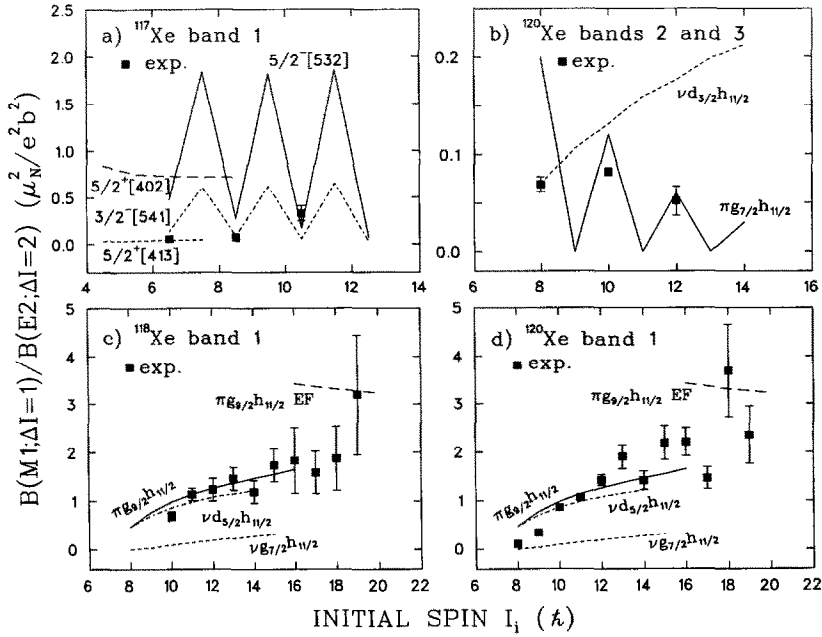 B(M1;ΔI=1)/B(E2;ΔI=2) (μ²_N/e²b²)
2.5
2.0
1.5
1.0
0.5
0.0
a) ¹¹⁷Xe band 1
5/2⁻[532]
■ exp.
5/2⁺[402]
3/2⁻[541]
5/2⁺[413]
4 6 8 10 12 14
0.2
0.1
0.0
b) ¹²⁰Xe bands 2 and 3
■ exp.
νd₃/₂h₁₁/₂
πg₇/₂h₁₁/₂
6 8 10 12 14 16
5
4
3
2
1
0
c) ¹¹⁸Xe band 1
■ exp.
πg₉/₂h₁₁/₂ EF
πg₉/₂h₁₁/₂
νd₅/₂h₁₁/₂
νg₇/₂h₁₁/₂
6 8 10 12 14 16 18 20 22
5
4
3
2
1
0
d) ¹²⁰Xe band 1
■ exp.
πg₉/₂h₁₁/₂ EF
πg₉/₂h₁₁/₂
νd₅/₂h₁₁/₂
νg₇/₂h₁₁/₂
6 8 10 12 14 16 18 20 22
INITIAL SPIN Iᵢ (ℏ)